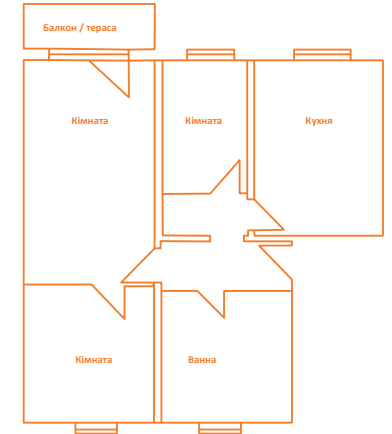 Балкон / тераса
Кімната
Кімната
Кухня
Кімната
Ванна